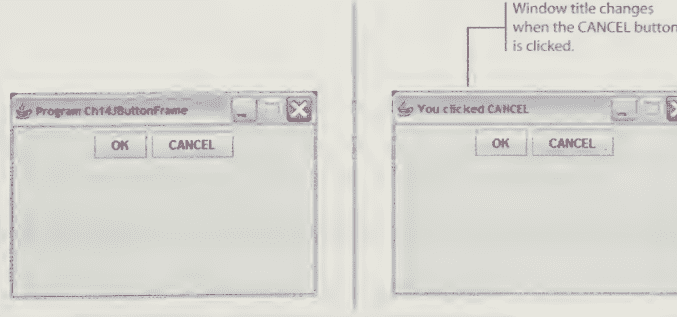 Window title changes
when the CANCEL button
is clicked.
Program Ch14JButtonFrame
OK CANCEL
You clicked CANCEL
OK CANCEL